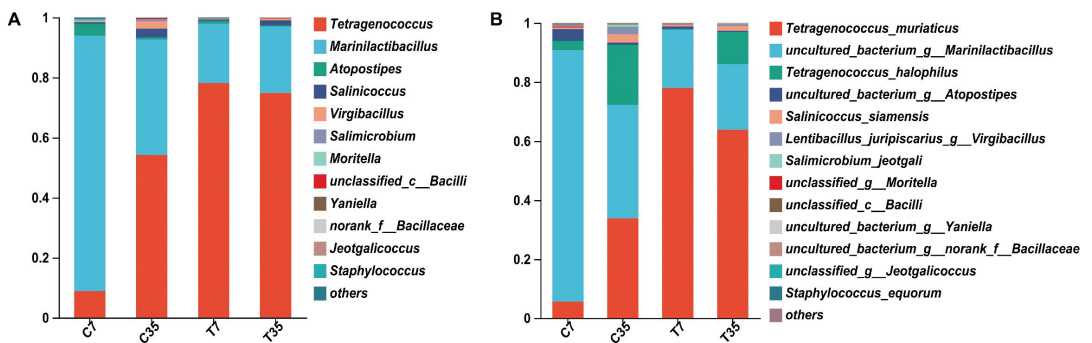 A
1
0.8
0.6
0.4
0.2
0
C7
C35
T7
T35
Tetragenococcus
Marinilactibacillus
Atopostipes
Salinicoccus
Virgibacillus
Salimicrobium
Moritella
unclassified_c__Bacilli
Yaniella
norank_f__Bacillaceae
Jeotgalicoccus
Staphylococcus
others
B
1
0.8
0.6
0.4
0.2
0
C7
C35
T7
T35
Tetragenococcus_muriaticus
uncultured_bacterium_g__Marinilactibacillus
Tetragenococcus_halophilus
uncultured_bacterium_g__Atopostipes
Salinicoccus_siamensis
Lentibacillus_juripiscarius_g__Virgibacillus
Salimicrobium_jeotgali
unclassified_g__Moritella
unclassified_c__Bacilli
uncultured_bacterium_g__Yaniella
uncultured_bacterium_g__norank_f__Bacillaceae
unclassified_g__Jeotgalicoccus
Staphylococcus_equorum
others